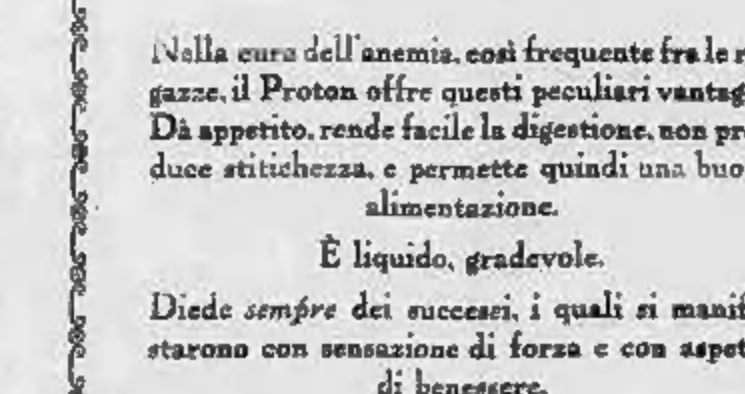 Nella cura dell'anemia, così frequente fra le r
gazze, il Proton offre questi peculiari vantag
Dà appetito, rende facile la digestione, non pr
duce stitichezza, e permette quindi una buo
alimentazione.
È liquido, gradevole.
Diede sempre dei successi, i quali si manif
starono con sensazione di forza e con aspet
di benessere.